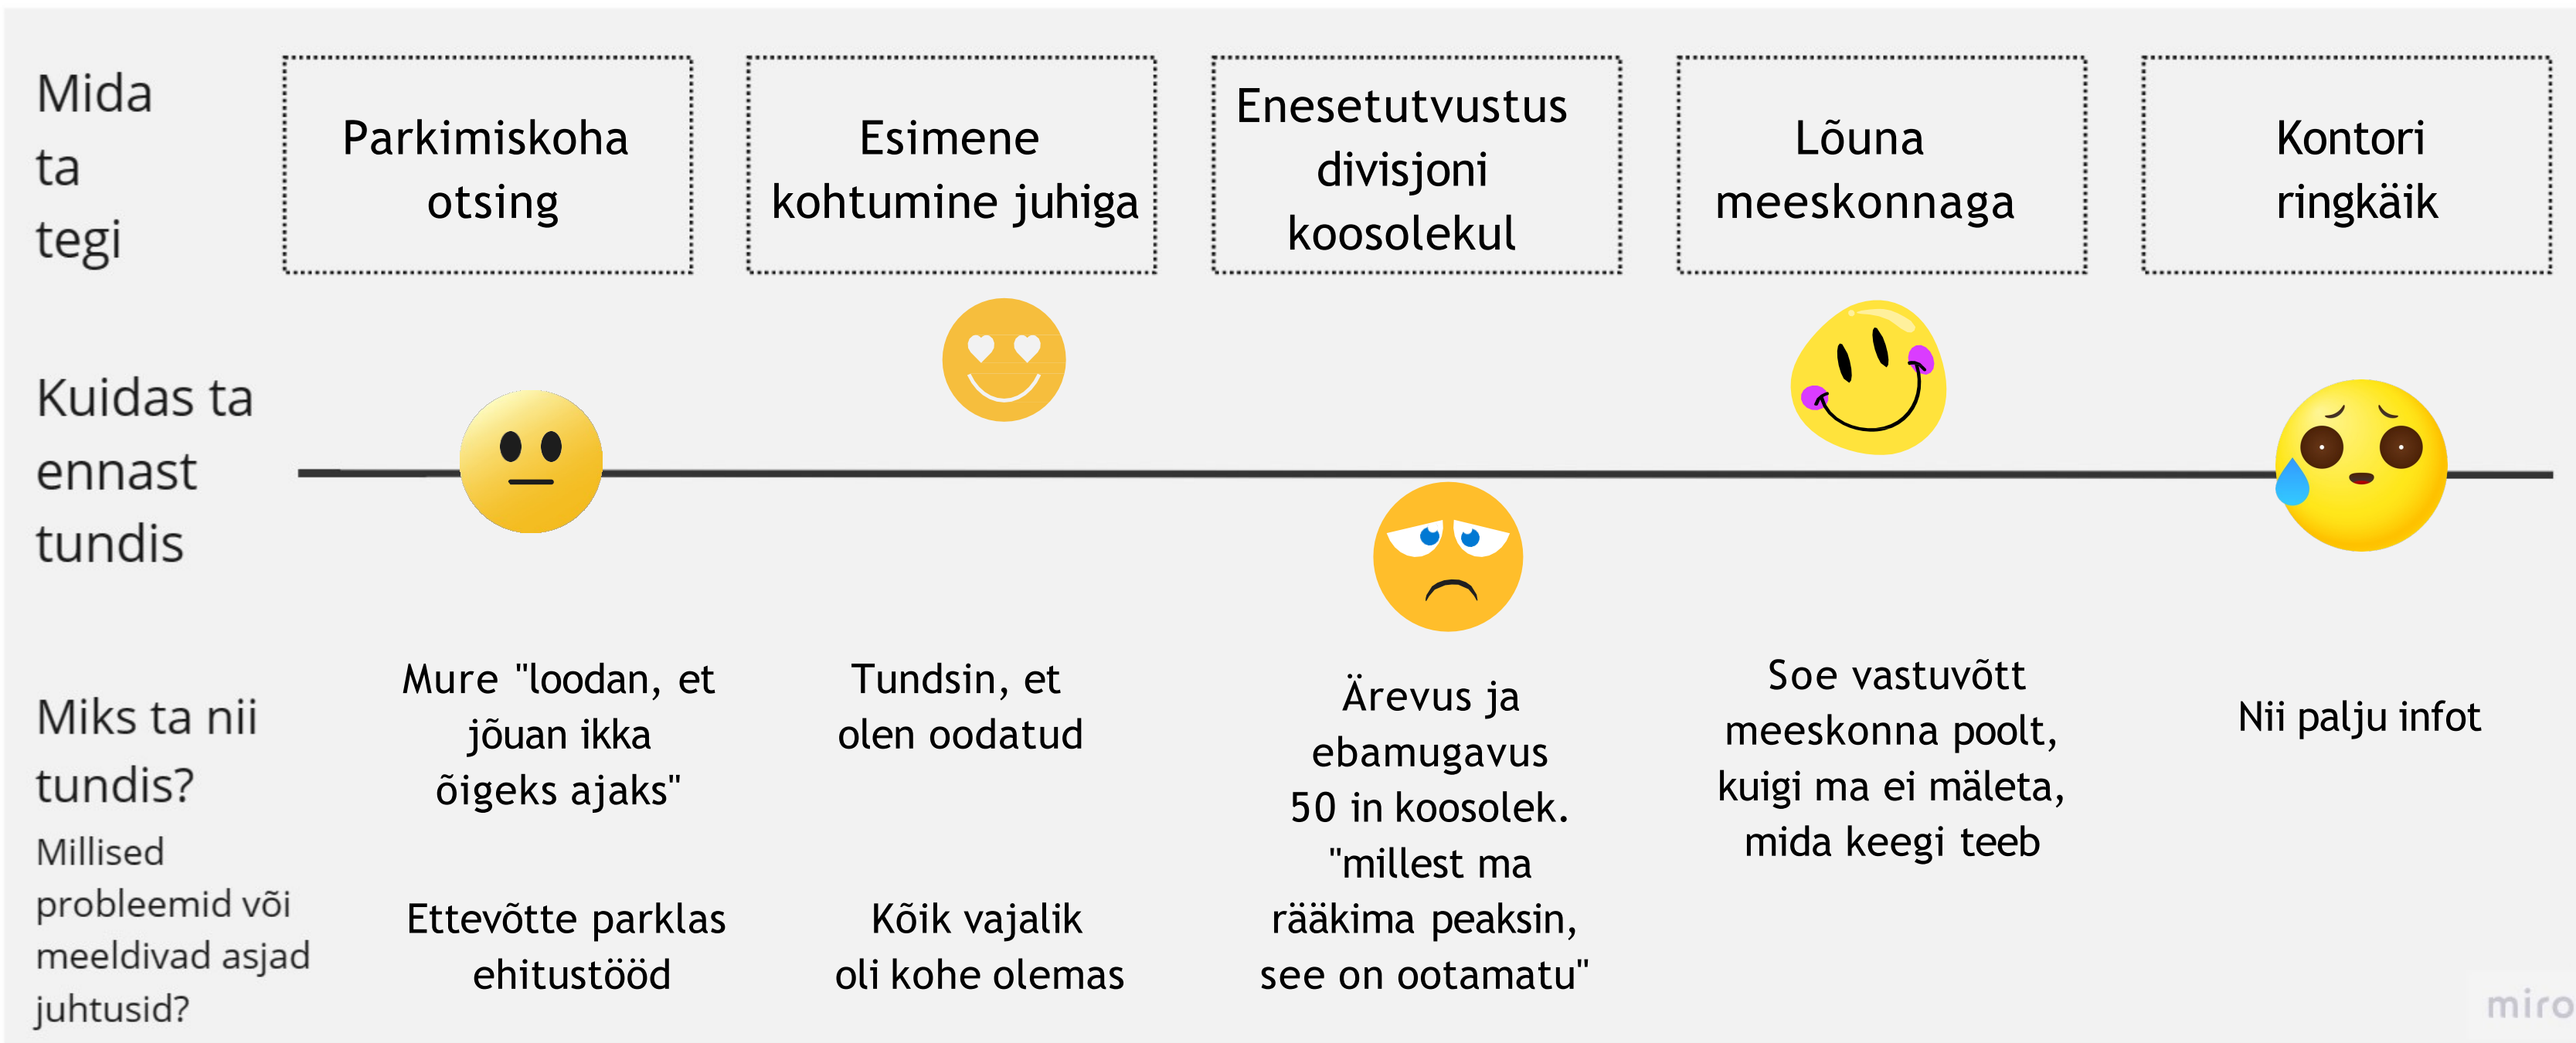 Mida
ta
tegi
Parkimiskoha
otsing
Esimene
kohtumine juhiga
Enesetutvustus
divisjoni
koosolekul
Lõuna
meeskonnaga
Kontori
ringkäik
Kuidas ta
ennast
tundis
Miks ta nii
tundis?
Millised
probleemid või
meeldivad asjad
juhtusid?
Mure "loodan, et
jõuan ikka
õigeks ajaks"
Ettevõtte parklas
ehitustööd
Tundsin, et
olen oodatud
Kõik vajalik
oli kohe olemas
Ärevus ja
ebamugavus
50 in koosolek.
"millest ma
rääkima peaksin,
see on ootamatu"
Soe vastuvõtt
meeskonna poolt,
kuigi ma ei mäleta,
mida keegi teeb
Nii palju infot
miro